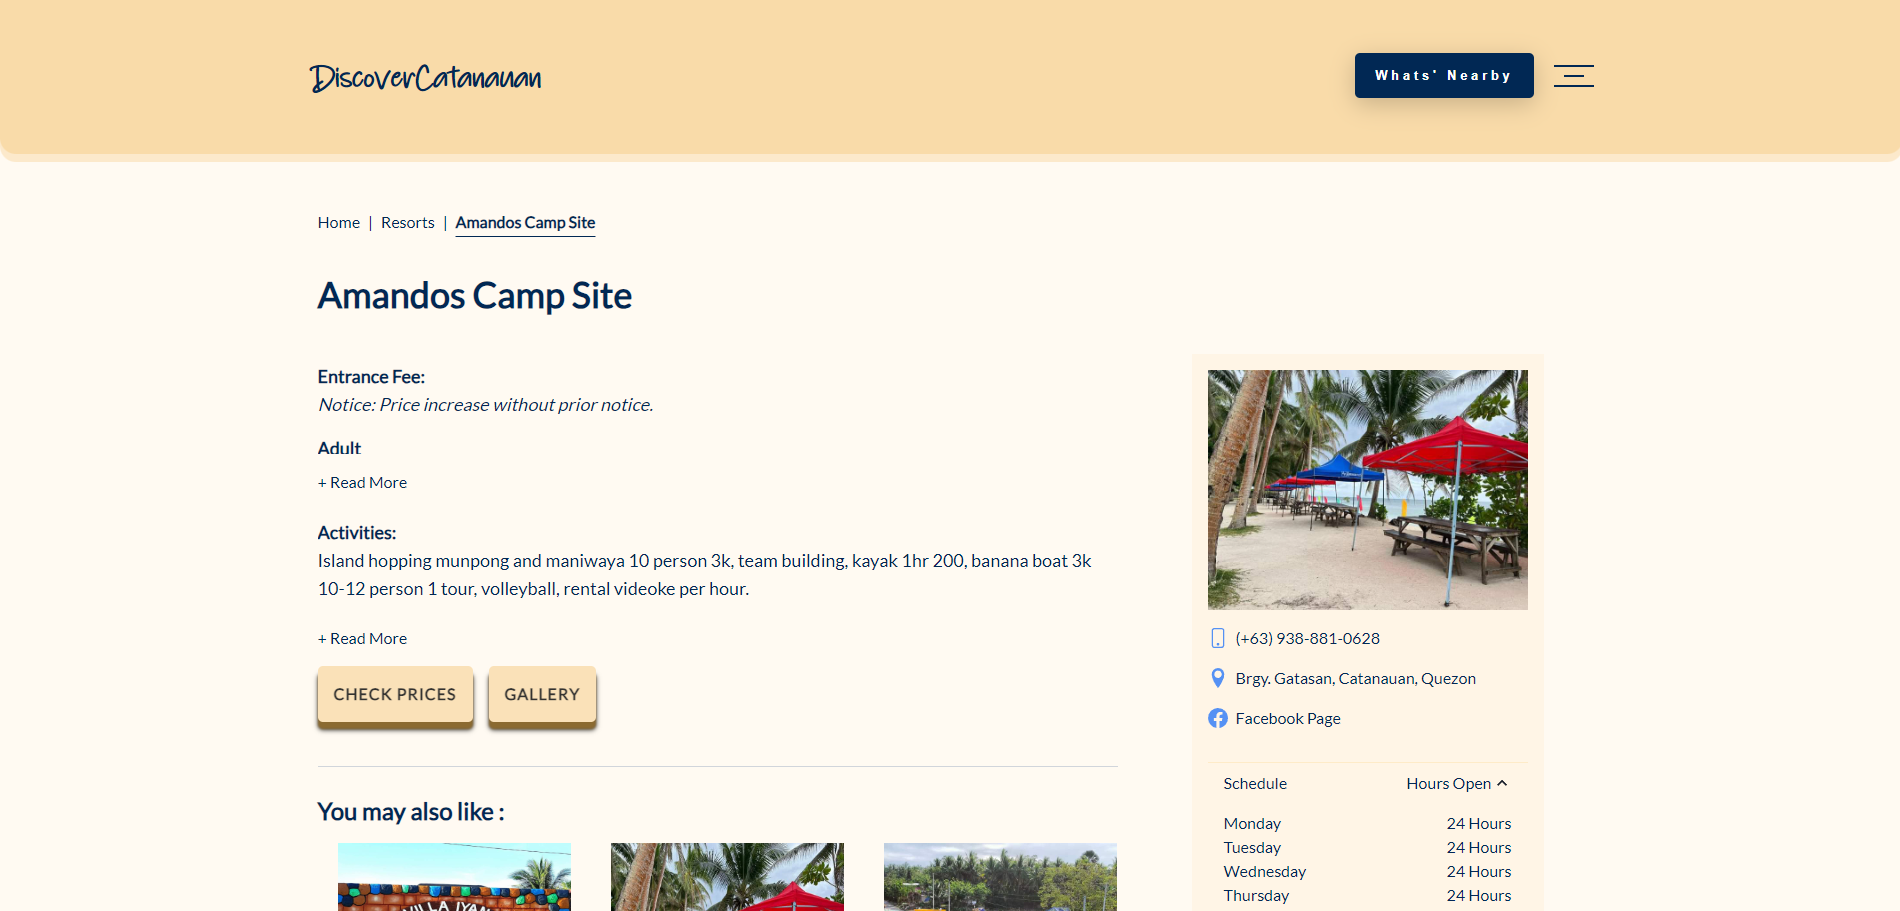 DiscoverCatanauan
Whats' Nearby
Home | Resorts | Amandos Camp Site
Amandos Camp Site
Entrance Fee:
Notice: Price increase without prior notice.
Adult
+ Read More
Activities:
Island hopping munpong and maniwaya 10 person 3k, team building, kayak 1hr 200, banana boat 3k
10-12 person 1 tour, volleyball, rental videoke per hour.
+ Read More
CHECK PRICES
GALLERY
You may also like :
(+63) 938-881-0628
Brgy. Gatasan, Catanauan, Quezon
Facebook Page
Schedule Hours Open
Monday 24 Hours
Tuesday 24 Hours
Wednesday 24 Hours
Thursday 24 Hours